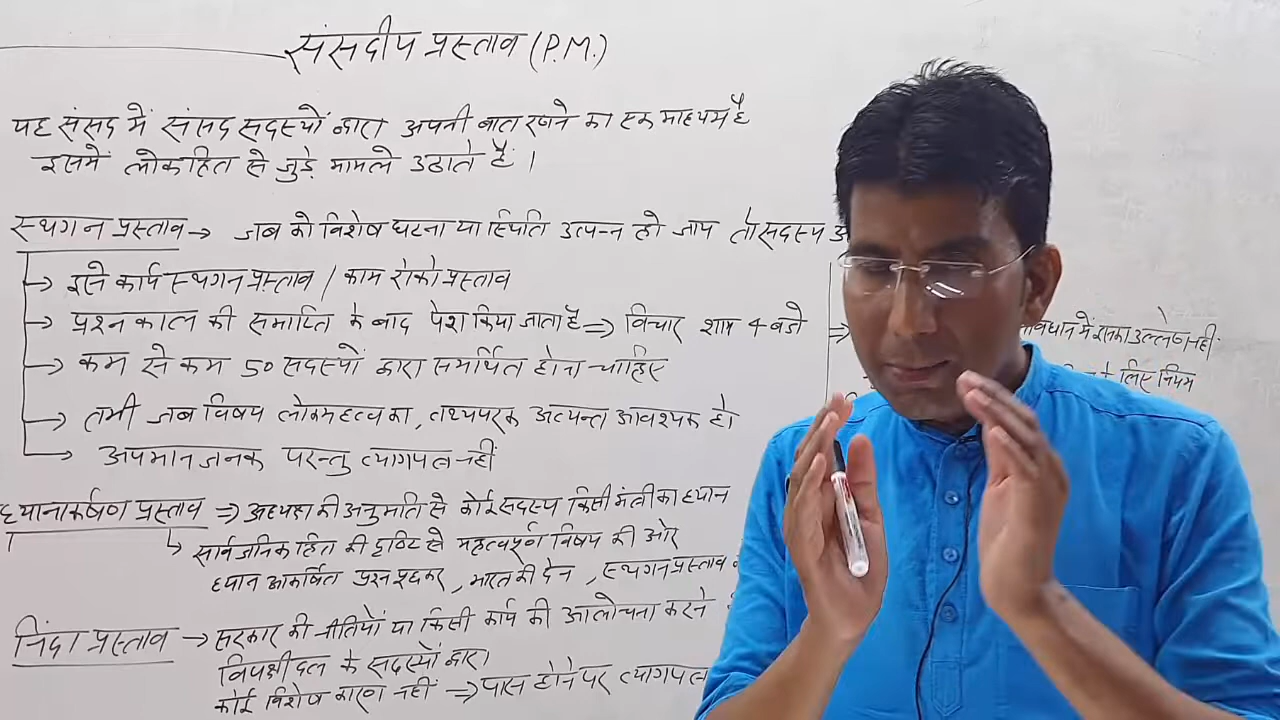 संसदीय प्रस्ताव (P.M.)
यह संसद में संसद सदस्यों द्वारा अपनी बात रखने का एक माध्यम है
इसमें लोकहित से जुड़े मामले उठाते हैं ।
स्थगन प्रस्ताव → जब को विशेष घटना या स्थिति उत्पन्न हो जाय तो सदस्य
→ इसे कार्य स्थगन प्रस्ताव / काम रोको प्रस्ताव
→ प्रश्नकाल की समाप्ति के बाद पेश किया जाता है ⇒ विचार शाम 4 बजे ⇒
में इसका उल्लेख नहीं
→ कम से कम 50 सदस्यों द्वारा समर्पित होना चाहिए
के लिए नियम
→ तभी जब विषय लोकमहत्व का, तथ्यपरक अत्यन्त आवश्यक हो
→ अपमानजनक परन्तु त्यागपत्र नहीं
ध्यानाकर्षण प्रस्ताव ⇒ अध्यक्ष की अनुमति से कोई सदस्य किसी मंत्री का ध्यान
सार्वजनिक हित की दृष्टि से महत्वपूर्ण विषय की ओर
ध्यान आकर्षित प्रश्न पूछकर, भारत की देन, स्थगन प्रस्ताव
निंदा प्रस्ताव → सरकार की नीतियों या किसी कार्य की आलोचना करने
विपक्षी दल के सदस्यों द्वारा
कोई विशेष कारण नहीं ⇒ पास होने पर त्यागपत्र